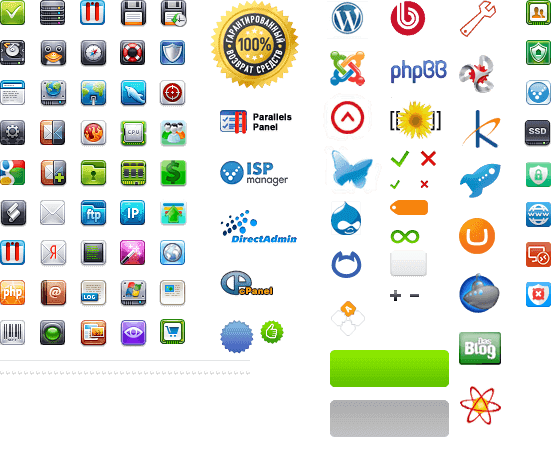 ГАРАНТИРОВАННЫЙ
100%
ВОЗВРАТ СРЕДСТВ
phpBB
[[ ]]
Parallels
Panel
CPU
SSD
ISP
manager
ftp
IP
$
DirectAdmin
WWW
Я
php
@
LOG
cPanel
Blog